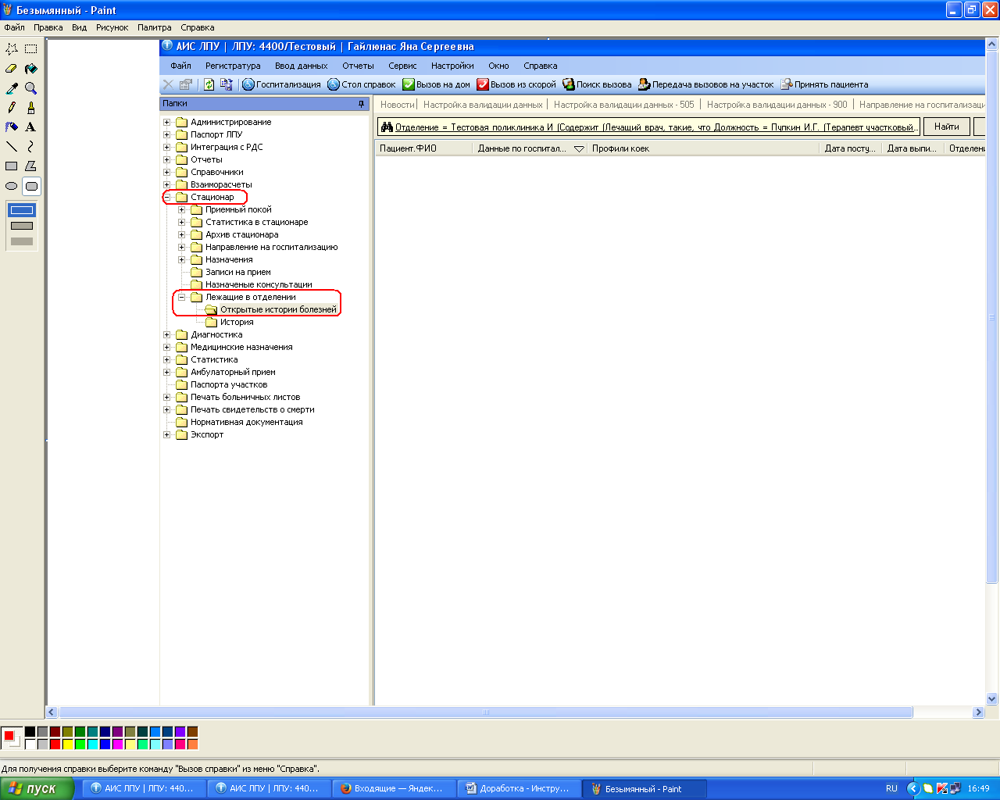 Безымянный - Paint
Файл Правка Вид Рисунок Палитра Справка
АИС ЛПУ | ЛПУ: 4400/Тестовый | Гайлюнас Яна Сергеевна
Файл Регистратура Ввод данных Отчеты Сервис Настройки Окно Справка
Госпитализация Стол справок Вызов на дом Вызов из скорой Поиск вызова Передача вызовов на участок Принять пациента
Папки
Администрирование
Паспорт ЛПУ
Интеграция с РДС
Отчеты
Справочники
Взаиморасчеты
Стационар
Приемный покой
Статистика в стационаре
Архив стационара
Направление на госпитализацию
Назначения
Записи на прием
Назначеные консультации
Лежащие в отделении
Открытые истории болезней
История
Диагностика
Медицинские назначения
Статистика
Амбулаторный прием
Паспорта участков
Печать больничных листов
Печать свидетельств о смерти
Нормативная документация
Экспорт
Новости | Настройка валидации данных | Настройка валидации данных - 505 | Настройка валидации данных - 900 | Направление на госпитализаци
Отделение = Тестовая поликлиника И (Содержит (Лечащий врач, такие, что Должность = Пупкин И.Г. (Терапевт участковый... Найти
Пациент.ФИО Данные по госпитал... Профили коек Дата посту... Дата выпи... Отделени
Для получения справки выберите команду "Вызов справки" из меню "Справка".
пуск АИС ЛПУ | ЛПУ: 440... АИС ЛПУ | ЛПУ: 440... Входящие — Яндек... Доработка - Инстру... Безымянный - Paint RU 16:49